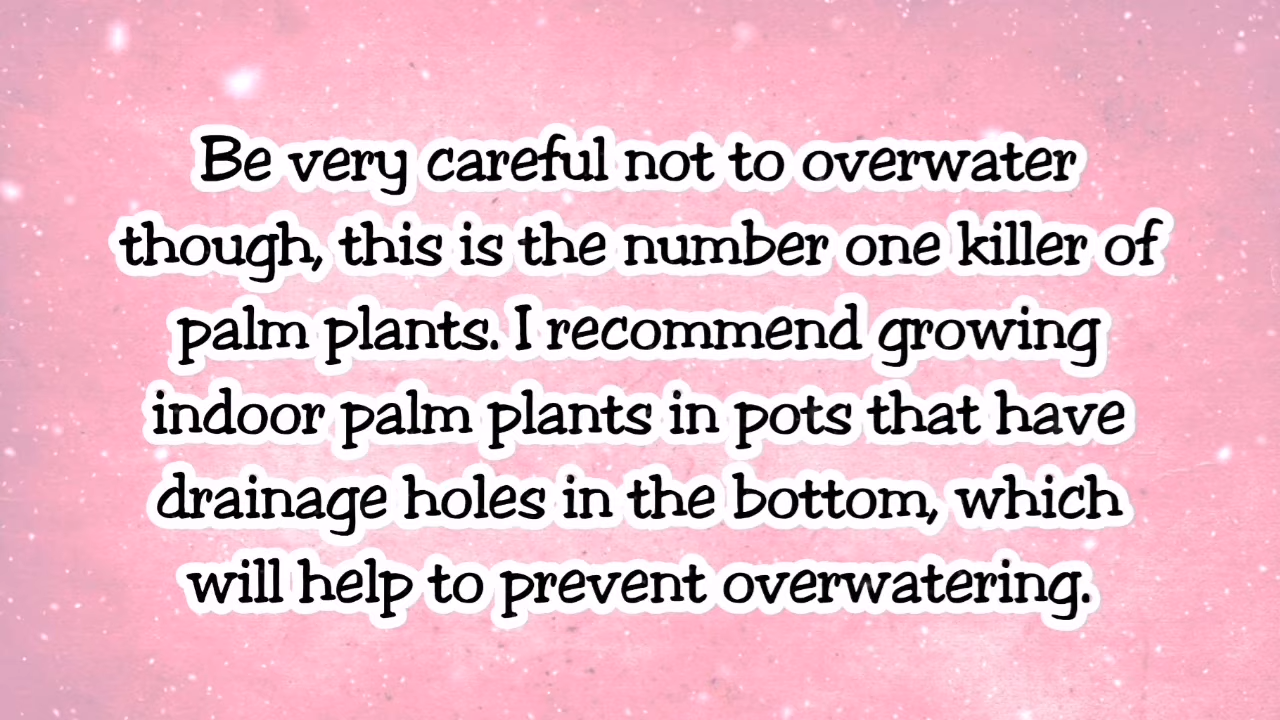 Be very careful not to overwater
though, this is the number one killer of
palm plants. I recommend growing
indoor palm plants in pots that have
drainage holes in the bottom, which
will help to prevent overwatering.